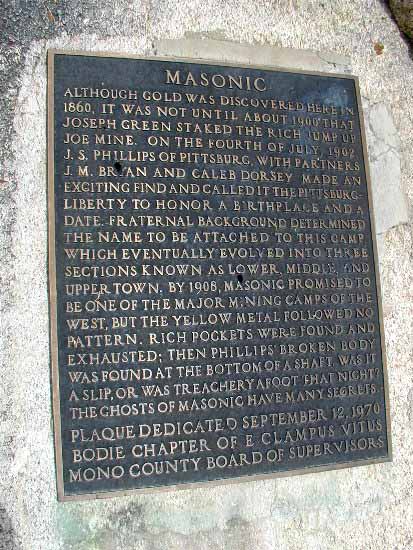 MASONIC
ALTHOUGH GOLD WAS DISCOVERED HERE IN
1860, IT WAS NOT UNTIL ABOUT 1900 THAT
JOSEPH GREEN STAKED THE RICH JUMP UP
JOE MINE. ON THE FOURTH OF JULY, 1902
J. S. PHILLIPS OF PITTSBURG, WITH PARTNERS
J. M. BRYAN AND CALEB DORSEY MADE AN
EXCITING FIND AND CALLED IT THE PITTSBURG-
LIBERTY TO HONOR A BIRTHPLACE AND A
DATE. FRATERNAL BACKGROUND DETERMINED
THE NAME TO BE ATTACHED TO THIS CAMP
WHICH EVENTUALLY EVOLVED INTO THREE
SECTIONS KNOWN AS LOWER, MIDDLE, AND
UPPER TOWN. BY 1908, MASONIC PROMISED TO
BE ONE OF THE MAJOR MINING CAMPS OF THE
WEST, BUT THE YELLOW METAL FOLLOWED NO
PATTERN. RICH POCKETS WERE FOUND AND
EXHAUSTED; THEN PHILLIPS' BROKEN BODY
WAS FOUND AT THE BOTTOM OF A SHAFT. WAS IT
A SLIP, OR WAS TREACHERY AFOOT THAT NIGHT?
THE GHOSTS OF MASONIC HAVE MANY SECRETS.
PLAQUE DEDICATED SEPTEMBER 12, 1970
BODIE CHAPTER OF E CLAMPUS VITUS
MONO COUNTY BOARD OF SUPERVISORS